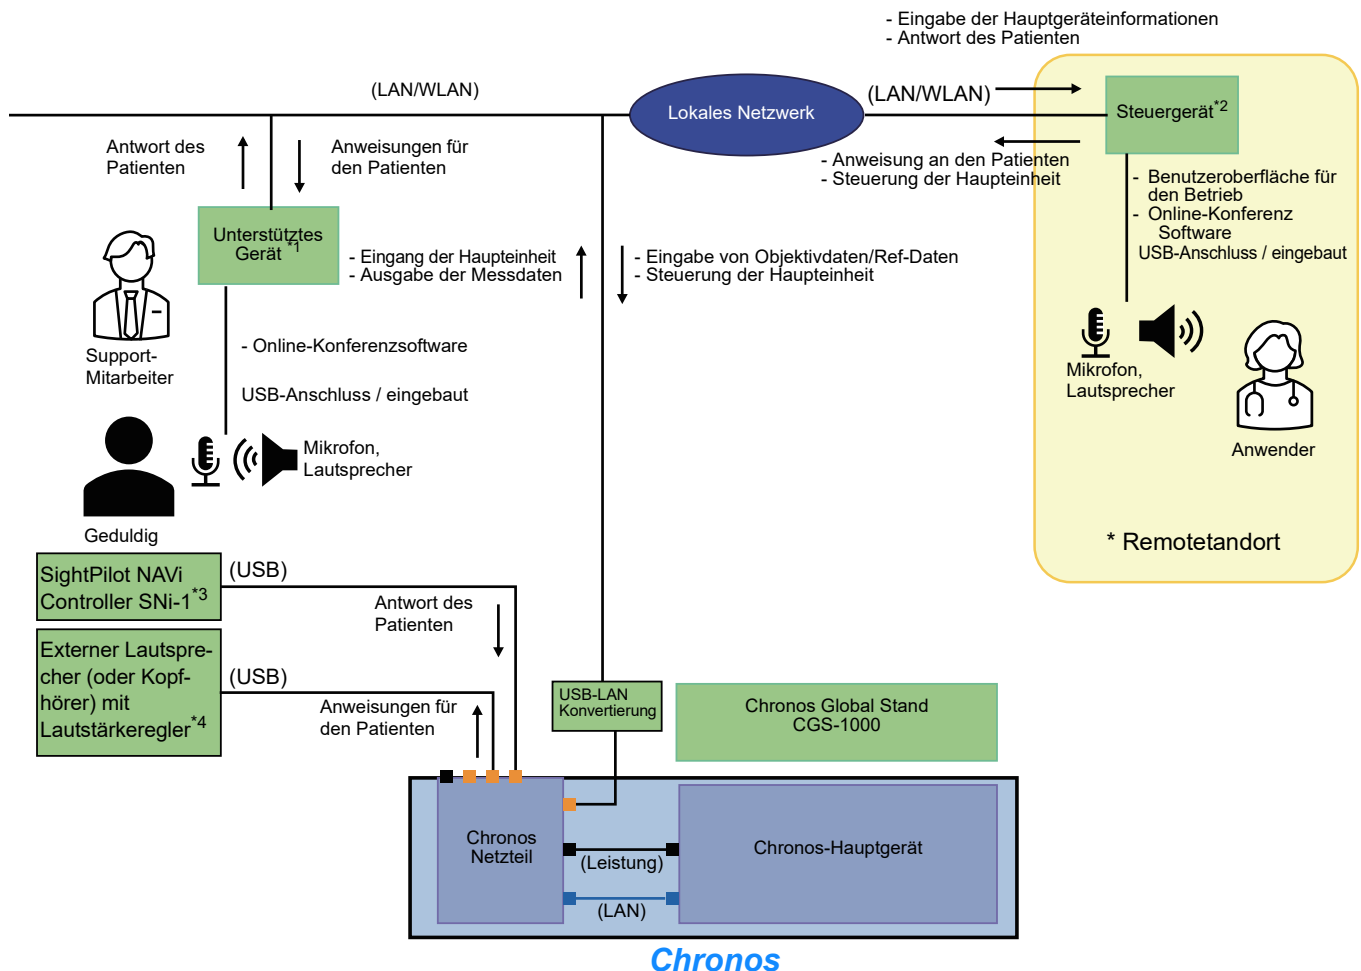 - Eingabe der Hauptgeräteinformationen
- Antwort des Patienten
(LAN/WLAN)
Lokales Netzwerk
(LAN/WLAN)
Steuergerät*2
Antwort des
Patienten
Anweisungen für
den Patienten
- Anweisung an den Patienten
- Steuerung der Haupteinheit
- Benutzeroberfläche für
den Betrieb
- Online-Konferenz
Software
USB-Anschluss / eingebaut
Unterstütztes
Gerät *1
- Eingang der Haupteinheit
- Ausgabe der Messdaten
- Eingabe von Objektivdaten/Ref-Daten
- Steuerung der Haupteinheit
Support-
Mitarbeiter
- Online-Konferenzsoftware
USB-Anschluss / eingebaut
Mikrofon,
Lautsprecher
Anwender
Mikrofon,
Lautsprecher
Geduldig
* Remotetandort
SightPilot NAVi
Controller SNi-1*3
(USB)
Antwort des
Patienten
Externer Lautspre-
cher (oder Kopf-
hörer) mit
Lautstärkeregler*4
(USB)
Anweisungen für
den Patienten
USB-LAN
Konvertierung
Chronos Global Stand
CGS-1000
Chronos
Netzteil
(Leistung)
(LAN)
Chronos-Hauptgerät
Chronos